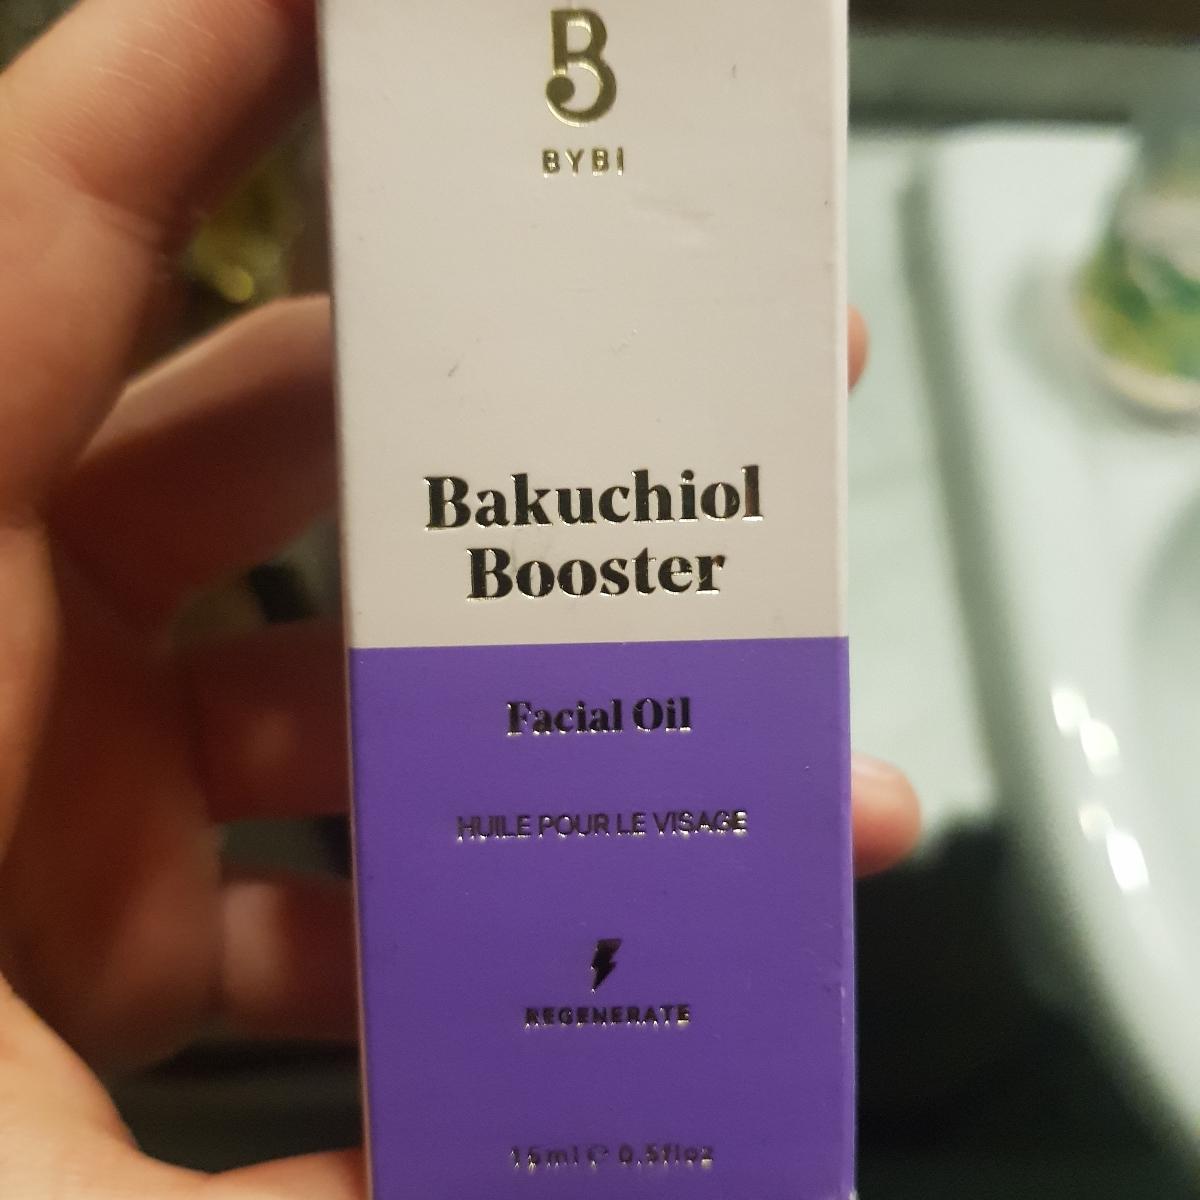 B
BYBI
Bakuchiol
Booster
Facial Oil
HUILE POUR LE VISAGE
REGENERATE
15ml ℮ 0.5floz